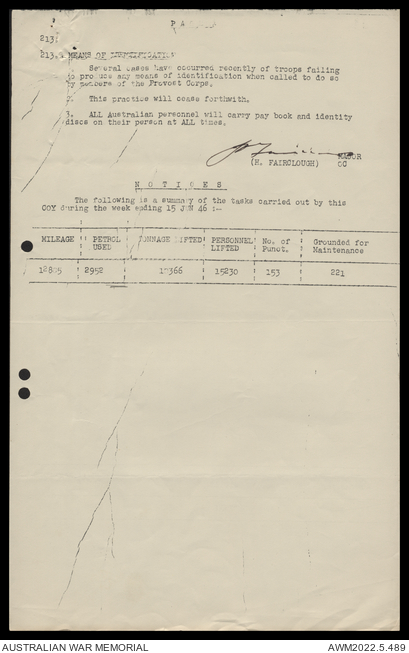 213.
213. MEANS OF IDENTIFICATION
Several cases have occurred recently of troops failing
to produce any means of identification when called to do so
by members of the Provost Corps.
2. This practice will cease forthwith.
3. ALL Australian personnel will carry pay book and identity
discs on their person at ALL times.
(H. FAIRCLOUGH) MAJOR
OC
NOTICES
The following is a summary of the tasks carried out by this
COY during the week ending 15 JUN 46 :-
MILEAGE PETROL USED TONNAGE LIFTED PERSONNEL LIFTED No. of Punct. Grounded for Maintenance
2952 15230 153 221
AUSTRALIAN WAR MEMORIAL AWM2022.5.489